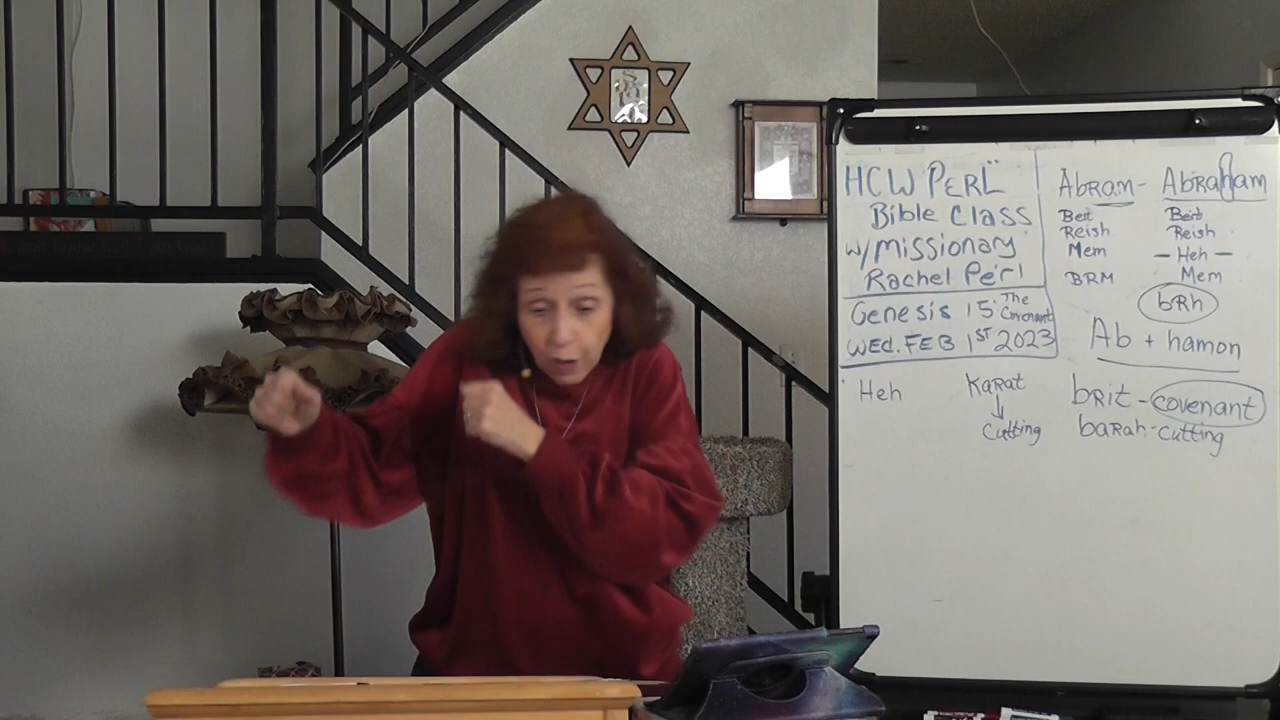 HCW PERL"
Bible Class
w/missionary
Rachel Perl
Genesis 15 The Covenant
WED. FEB 1ST 2023
Abram - Abraham
Beit Beit
Reish Reish
Mem - Heh -
BRM Mem
bRh
Ab + hamon
Heh
Karat
Cutting
brit - covenant
barah - cutting